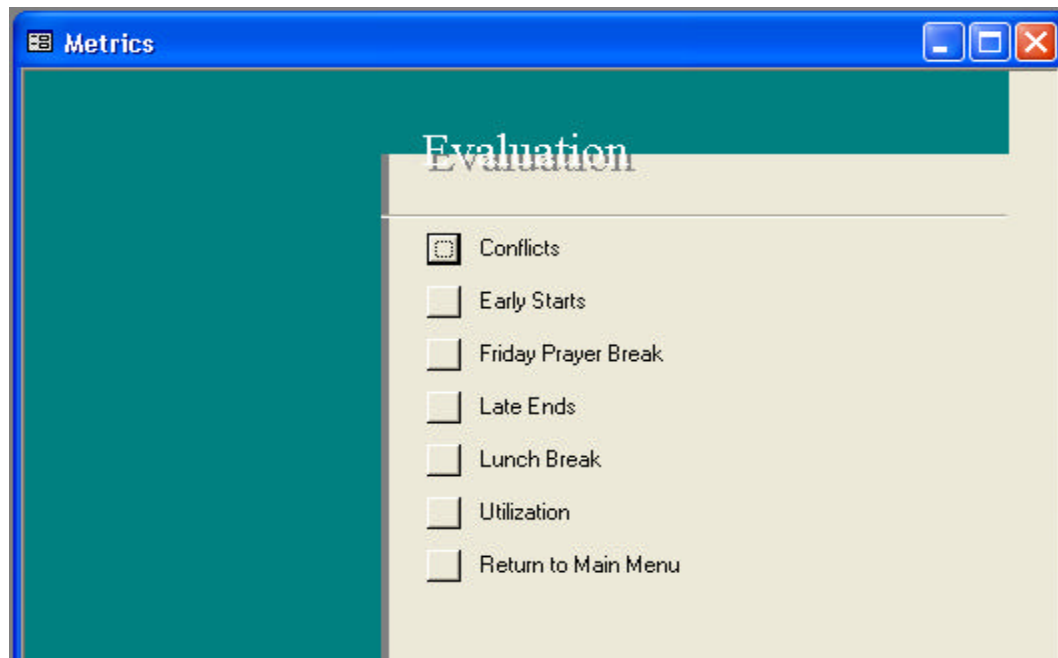 Metrics
Evaluation
Conflicts
Early Starts
Friday Prayer Break
Late Ends
Lunch Break
Utilization
Return to Main Menu